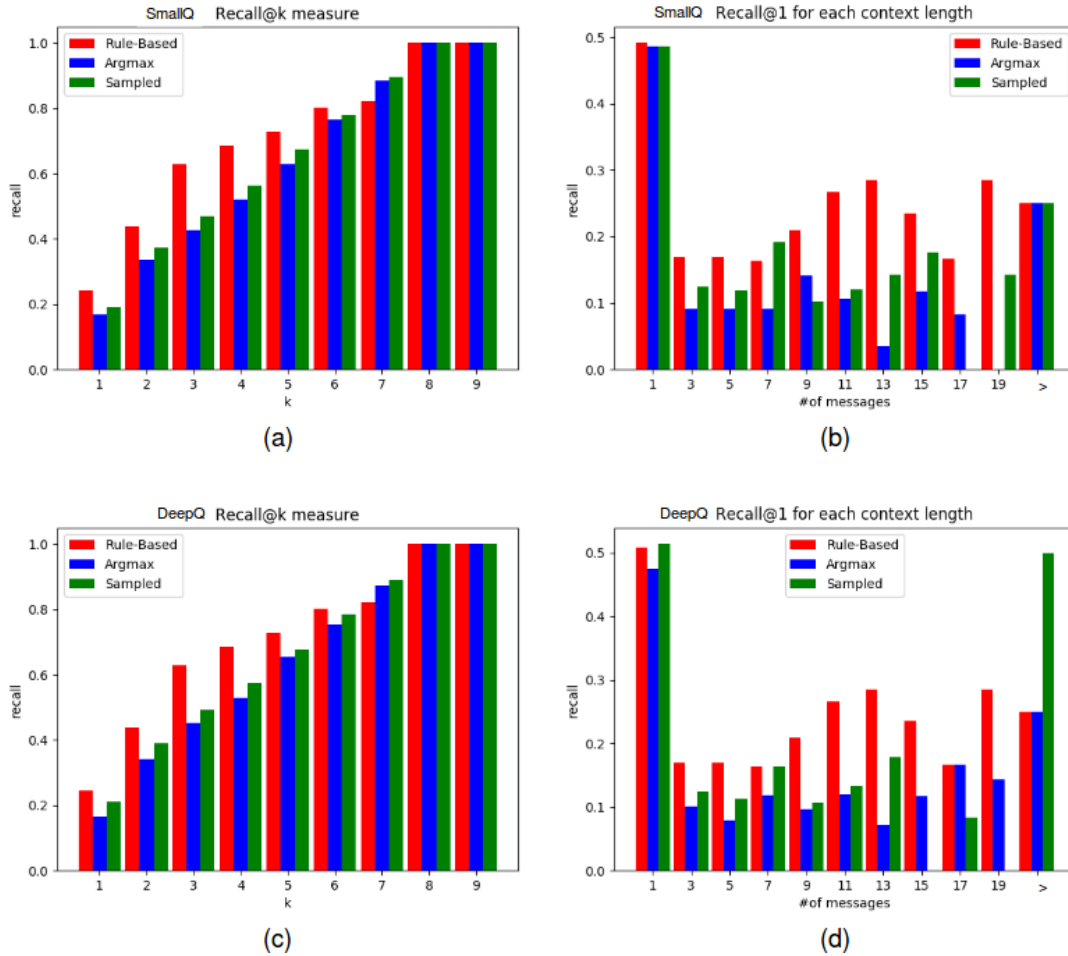 SmallQ Recall@k measure
Rule-Based
Argmax
Sampled
recall
1.0
0.8
0.6
0.4
0.2
0.0
1 2 3 4 5 6 7 8 9
k
(a)
SmallQ Recall@1 for each context length
Rule-Based
Argmax
Sampled
recall
0.5
0.4
0.3
0.2
0.1
0.0
1 3 5 7 9 11 13 15 17 19 >
#of messages
(b)
DeepQ Recall@k measure
Rule-Based
Argmax
Sampled
recall
1.0
0.8
0.6
0.4
0.2
0.0
1 2 3 4 5 6 7 8 9
k
(c)
DeepQ Recall@1 for each context length
Rule-Based
Argmax
Sampled
recall
0.5
0.4
0.3
0.2
0.1
0.0
1 3 5 7 9 11 13 15 17 19 >
#of messages
(d)